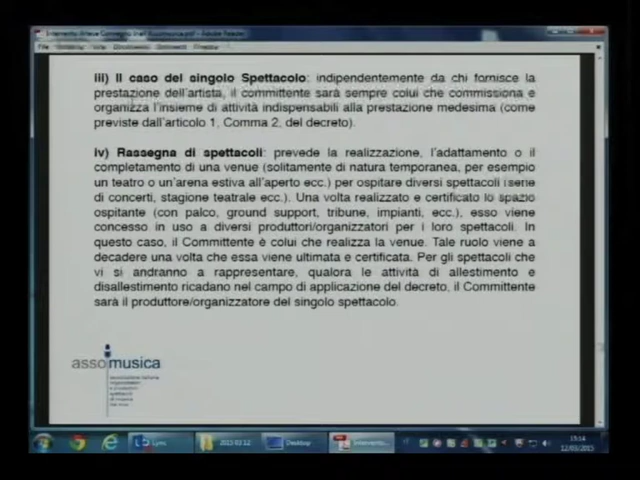 iii) Il caso del singolo Spettacolo: indipendentemente da chi fornisce la
prestazione dell'artista, il committente sarà sempre colui che commissiona e
organizza l'insieme di attività indispensabili alla prestazione medesima (come
previste dall'articolo 1, Comma 2, del decreto).
iv) Rassegna di spettacoli: prevede la realizzazione, l'adattamento o il
completamento di una venue (solitamente di natura temporanea, per esempio
un teatro o un'arena estiva all'aperto ecc.) per ospitare diversi spettacoli (serie
di concerti, stagione teatrale ecc.). Una volta realizzato e certificato lo spazio
ospitante (con palco, ground support, tribune, impianti, ecc.), esso viene
concesso in uso a diversi produttori/organizzatori per i loro spettacoli. In
questo caso, il Committente è colui che realizza la venue. Tale ruolo viene a
decadere una volta che essa viene ultimata e certificata. Per gli spettacoli che
vi si andranno a rappresentare, qualora le attività di allestimento e
disallestimento ricadano nel campo di applicazione del decreto, il Committente
sarà il produttore/organizzatore del singolo spettacolo.
assomusica
Desktop
15:14
12/03/2015